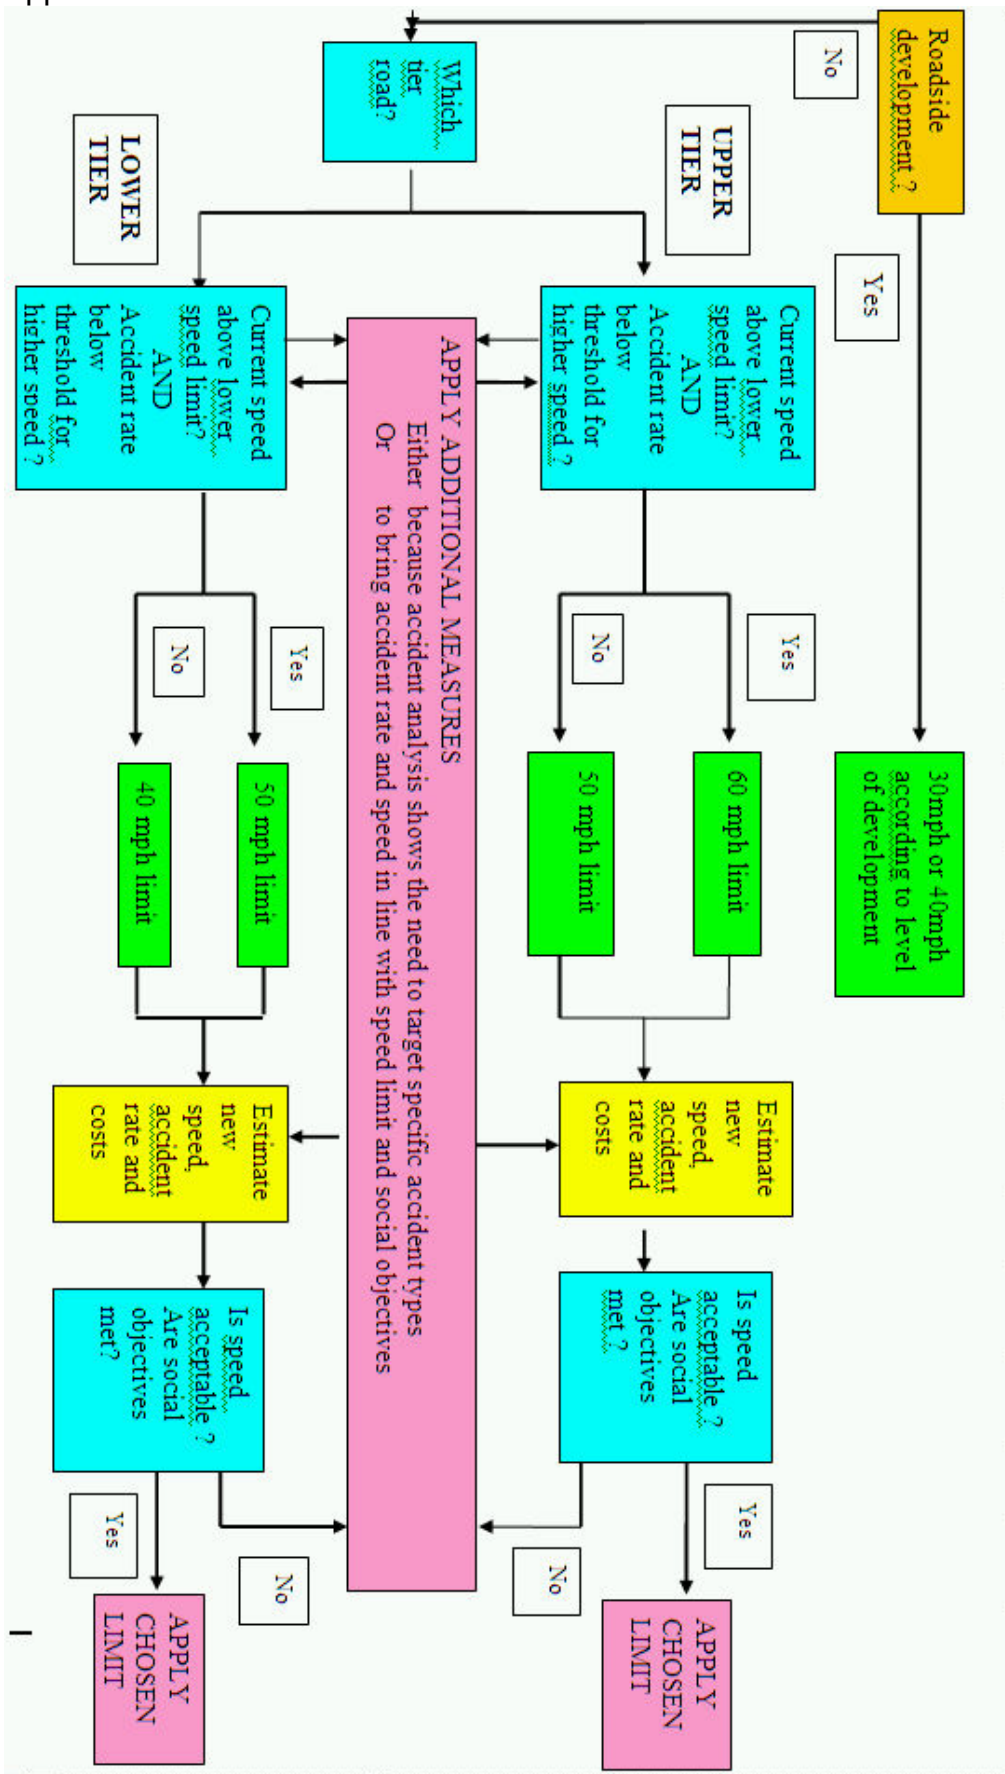 Roadside
development ?
No
Yes
30mph or 40mph
according to level
of development
Which
tier
road?
UPPER
TIER
Current speed
above lower
speed limit?
AND
Accident rate
below
threshold for
higher speed ?
Yes
No
60 mph limit
50 mph limit
Estimate
new
speed,
accident
rate and
costs
Is speed
acceptable ?
Are social
objectives
met ?
Yes
No
APPLY
CHOSEN
LIMIT
APPLY ADDITIONAL MEASURES
Either because accident analysis shows the need to target specific accident types
Or to bring accident rate and speed in line with speed limit and social objectives
LOWER
TIER
Current speed
above lower
speed limit?
AND
Accident rate
below
threshold for
higher speed ?
Yes
No
50 mph limit
40 mph limit
Estimate
new
speed,
accident
rate and
costs
Is speed
acceptable ?
Are social
objectives
met?
No
Yes
APPLY
CHOSEN
LIMIT